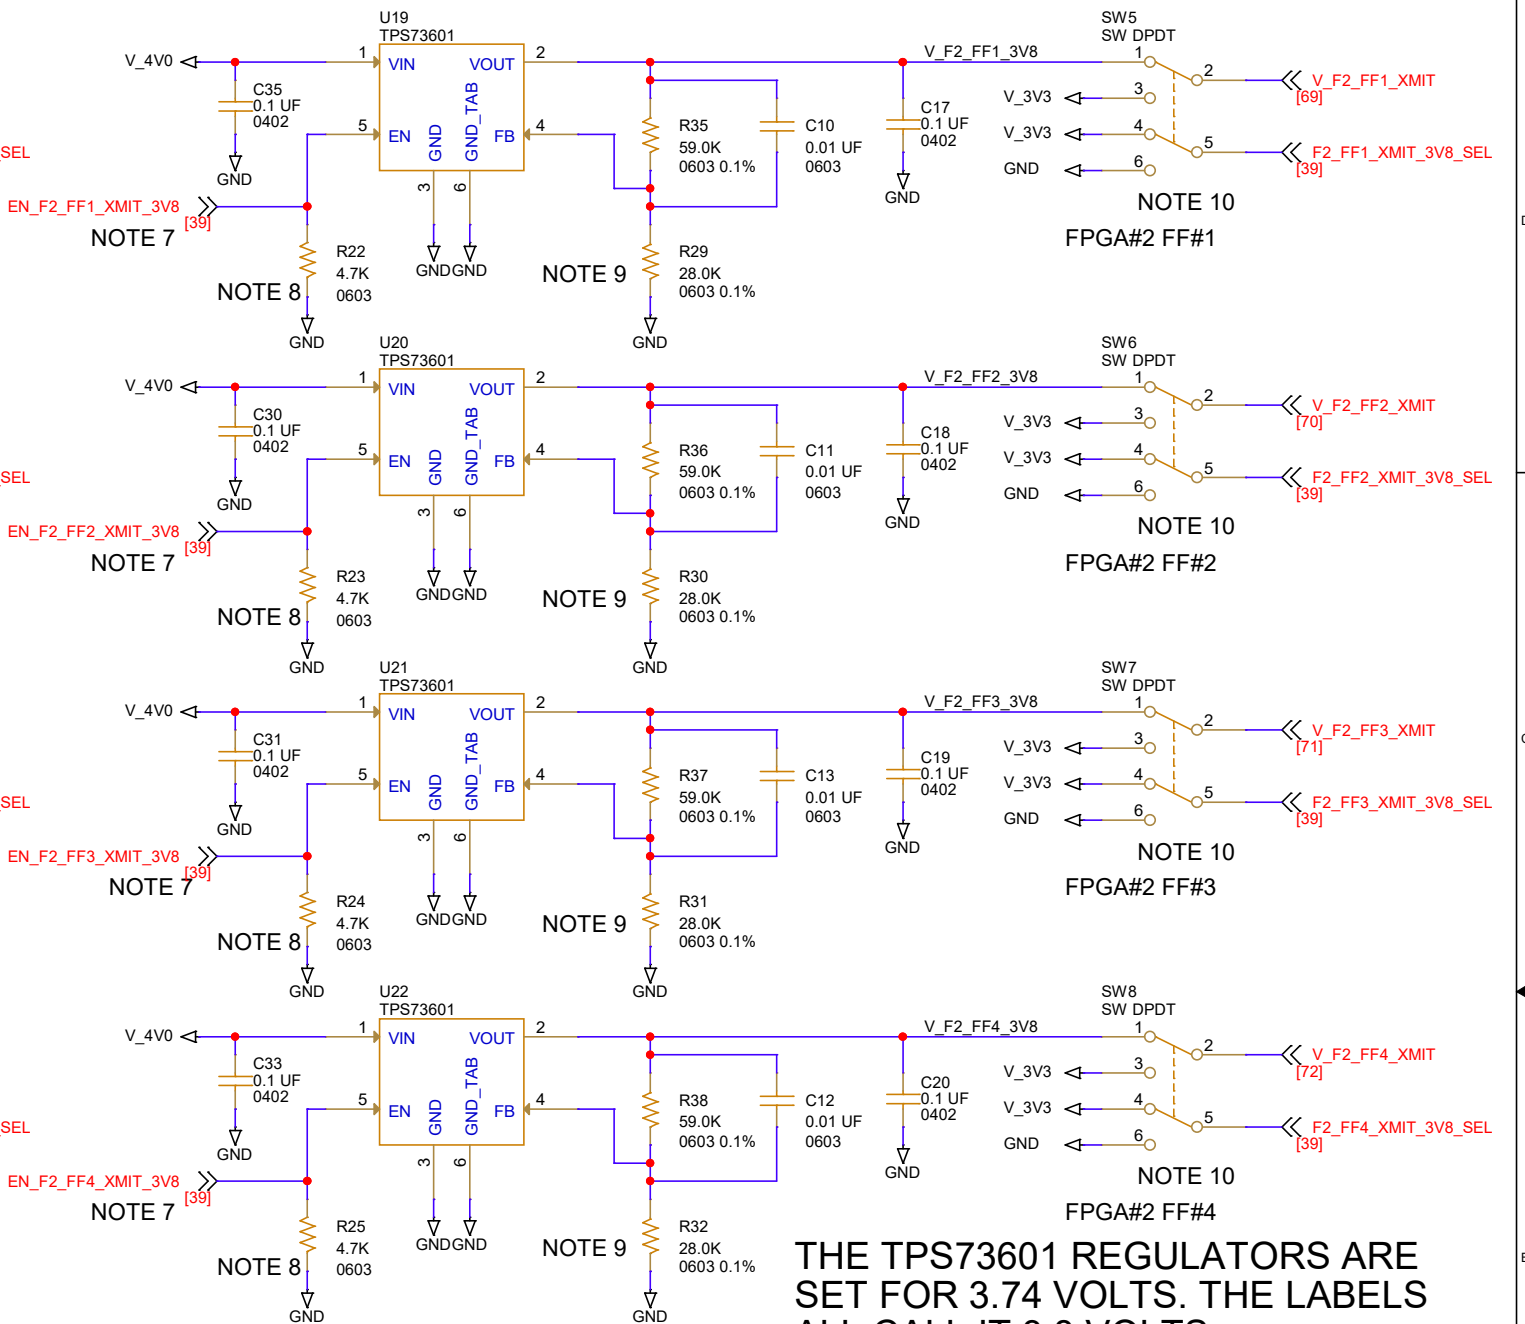 U19
TPS73601
V_4V0
1
VIN
VOUT
2
V_F2_FF1_3V8
SW5
SW DPDT
1
2
V_F2_FF1_XMIT
[69]
C35
0.1 UF
0402
GND
5
EN
GND
GND_TAB
FB
4
3
6
GND
GND
R35
59.0K
0603 0.1%
C10
0.01 UF
0603
C17
0.1 UF
0402
GND
V_3V3
3
V_3V3
4
5
GND
6
F2_FF1_XMIT_3V8_SEL
[39]
_SEL
EN_F2_FF1_XMIT_3V8
[39]
NOTE 7
R22
4.7K
0603
NOTE 8
GND
NOTE 9
R29
28.0K
0603 0.1%
GND
NOTE 10
FPGA#2 FF#1
U20
TPS73601
V_4V0
1
VIN
VOUT
2
V_F2_FF2_3V8
SW6
SW DPDT
1
2
V_F2_FF2_XMIT
[70]
C30
0.1 UF
0402
GND
5
EN
GND
GND_TAB
FB
4
3
6
GND
GND
R36
59.0K
0603 0.1%
C11
0.01 UF
0603
C18
0.1 UF
0402
GND
V_3V3
3
V_3V3
4
5
GND
6
F2_FF2_XMIT_3V8_SEL
[39]
_SEL
EN_F2_FF2_XMIT_3V8
[39]
NOTE 7
R23
4.7K
0603
NOTE 8
GND
NOTE 9
R30
28.0K
0603 0.1%
GND
NOTE 10
FPGA#2 FF#2
U21
TPS73601
V_4V0
1
VIN
VOUT
2
V_F2_FF3_3V8
SW7
SW DPDT
1
2
V_F2_FF3_XMIT
[71]
C31
0.1 UF
0402
GND
5
EN
GND
GND_TAB
FB
4
3
6
GND
GND
R37
59.0K
0603 0.1%
C13
0.01 UF
0603
C19
0.1 UF
0402
GND
V_3V3
3
V_3V3
4
5
GND
6
F2_FF3_XMIT_3V8_SEL
[39]
_SEL
EN_F2_FF3_XMIT_3V8
[39]
NOTE 7
R24
4.7K
0603
NOTE 8
GND
NOTE 9
R31
28.0K
0603 0.1%
GND
NOTE 10
FPGA#2 FF#3
U22
TPS73601
V_4V0
1
VIN
VOUT
2
V_F2_FF4_3V8
SW8
SW DPDT
1
2
V_F2_FF4_XMIT
[72]
C33
0.1 UF
0402
GND
5
EN
GND
GND_TAB
FB
4
3
6
GND
GND
R38
59.0K
0603 0.1%
C12
0.01 UF
0603
C20
0.1 UF
0402
GND
V_3V3
3
V_3V3
4
5
GND
6
F2_FF4_XMIT_3V8_SEL
[39]
_SEL
EN_F2_FF4_XMIT_3V8
[39]
NOTE 7
R25
4.7K
0603
NOTE 8
GND
NOTE 9
R32
28.0K
0603 0.1%
GND
NOTE 10
FPGA#2 FF#4
THE TPS73601 REGULATORS ARE
SET FOR 3.74 VOLTS. THE LABELS